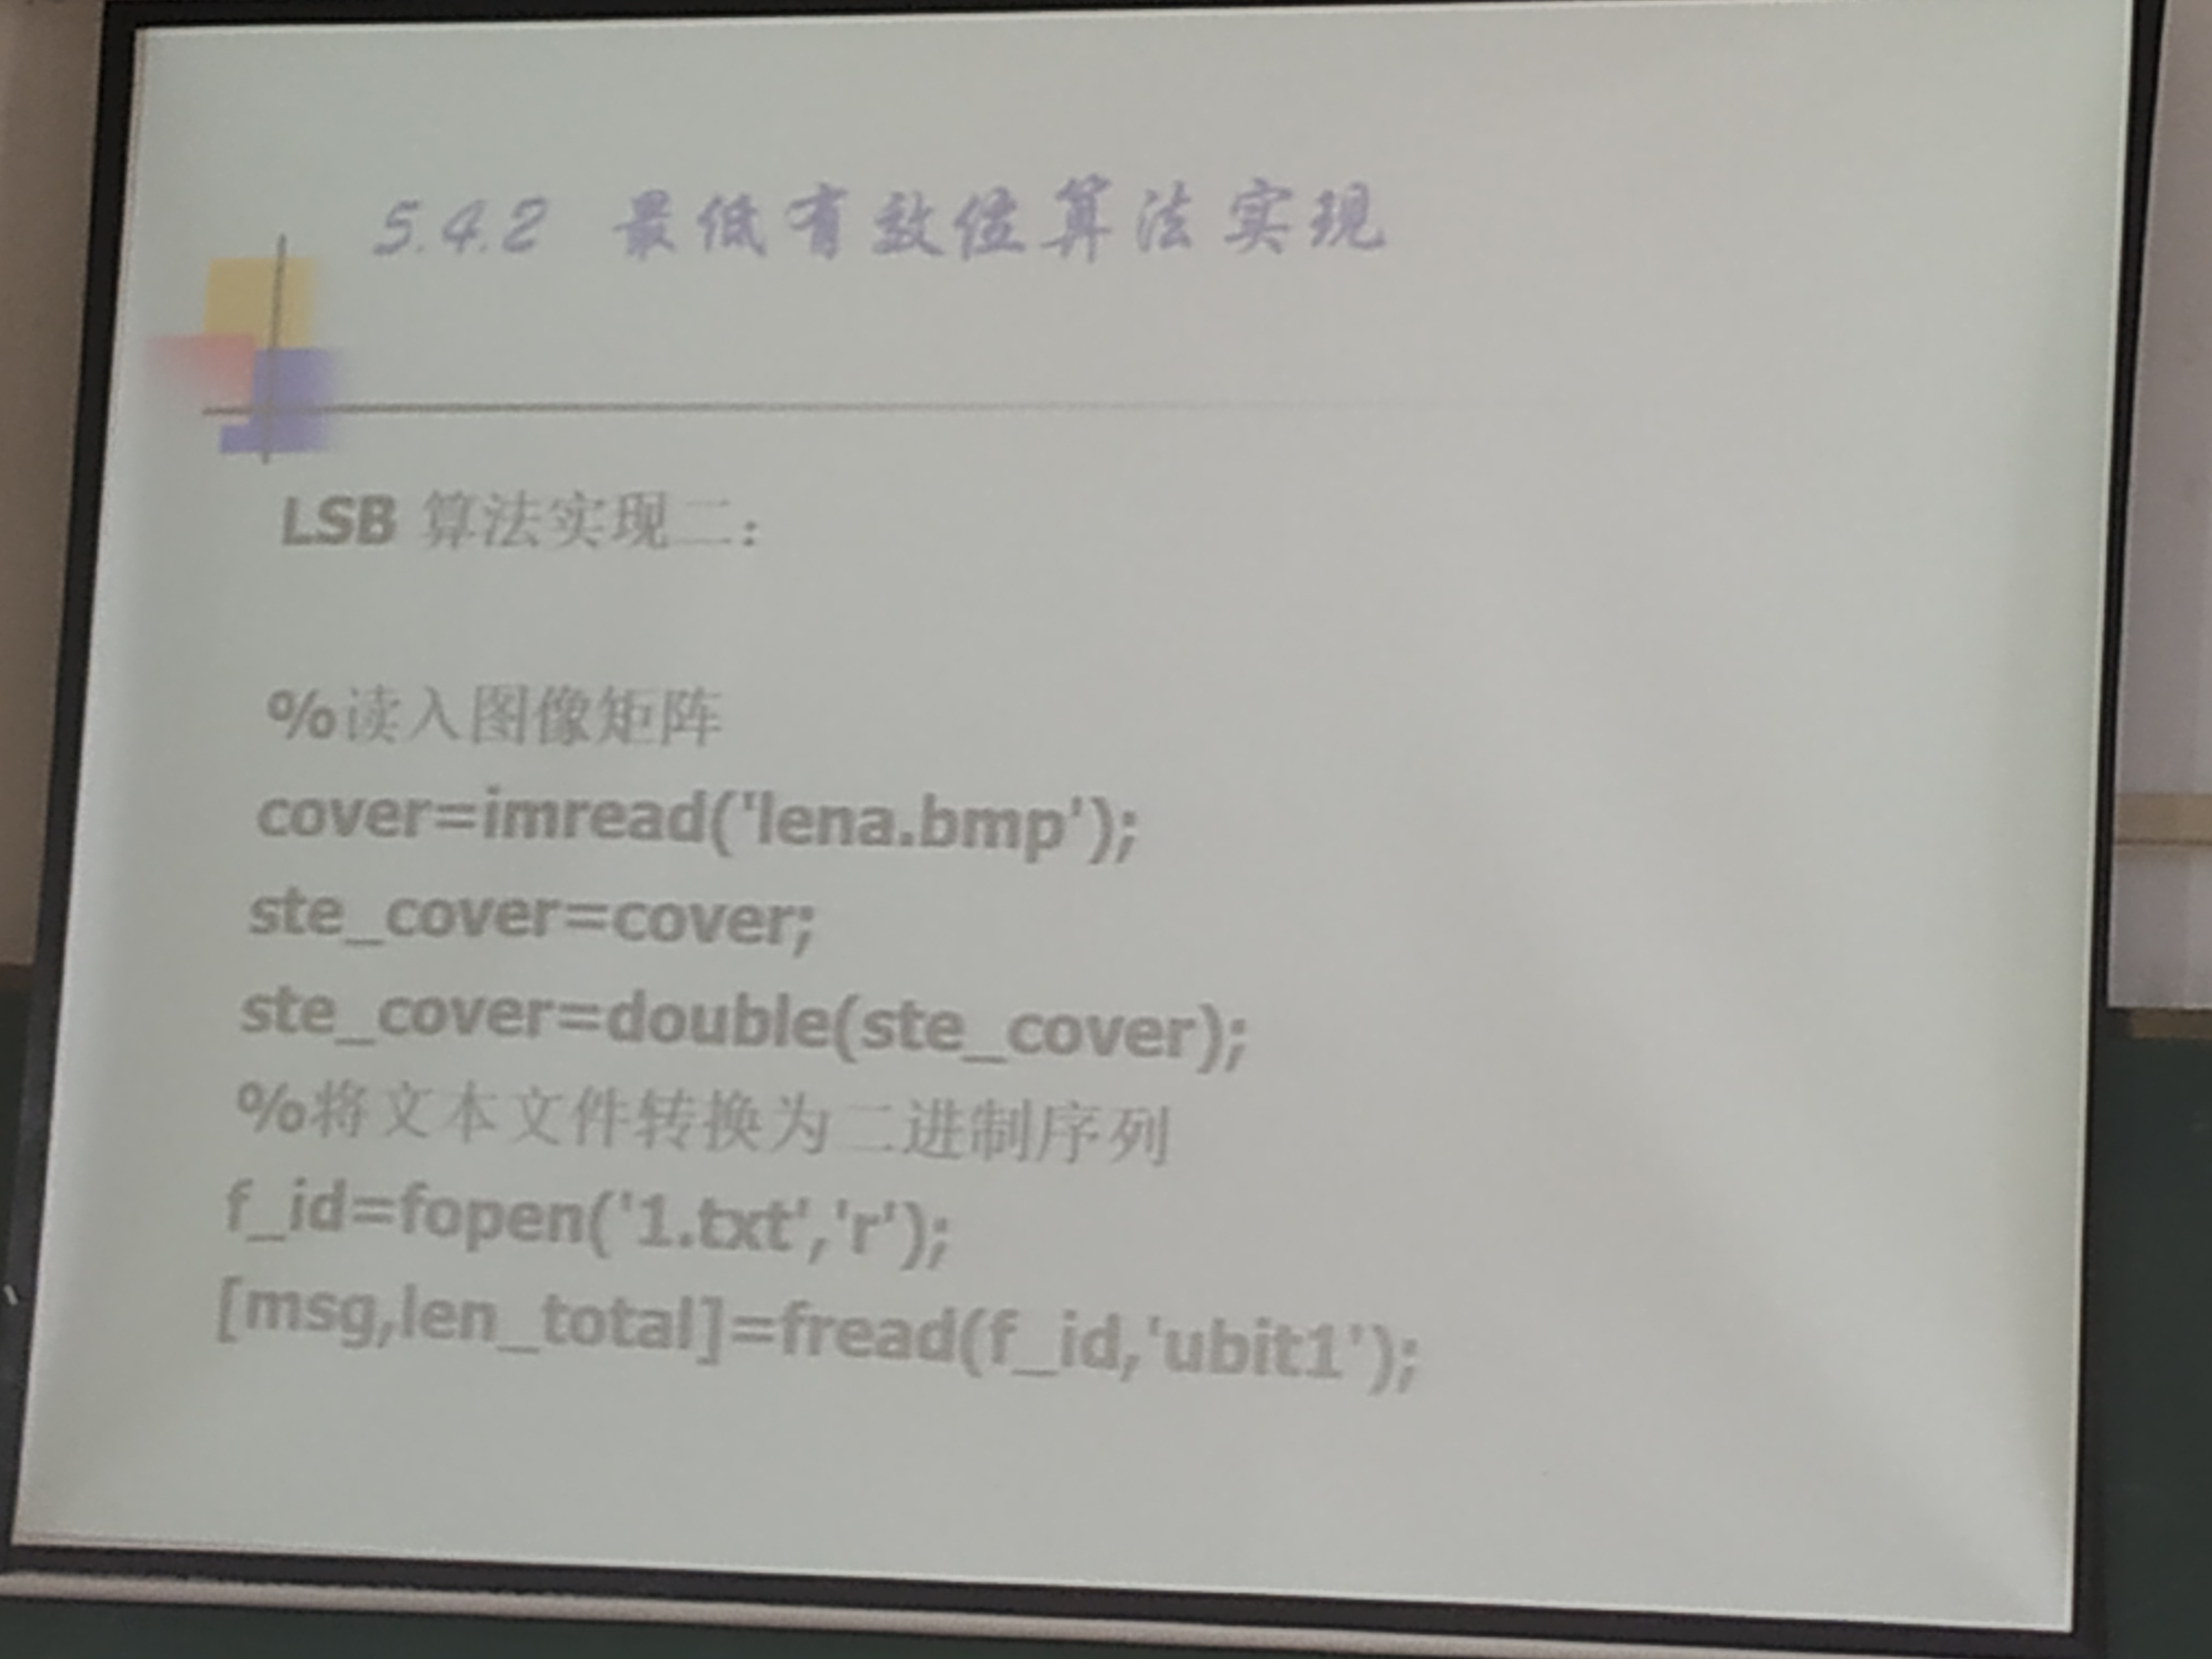 5.4.2 最低有效位算法实现
LSB 算法实现二：
%读入图像矩阵
cover=imread('lena.bmp');
ste_cover=cover;
ste_cover=double(ste_cover);
%将文本文件转换为二进制序列
f_id=fopen('1.txt','r');
[msg,len_total]=fread(f_id,'ubit1');